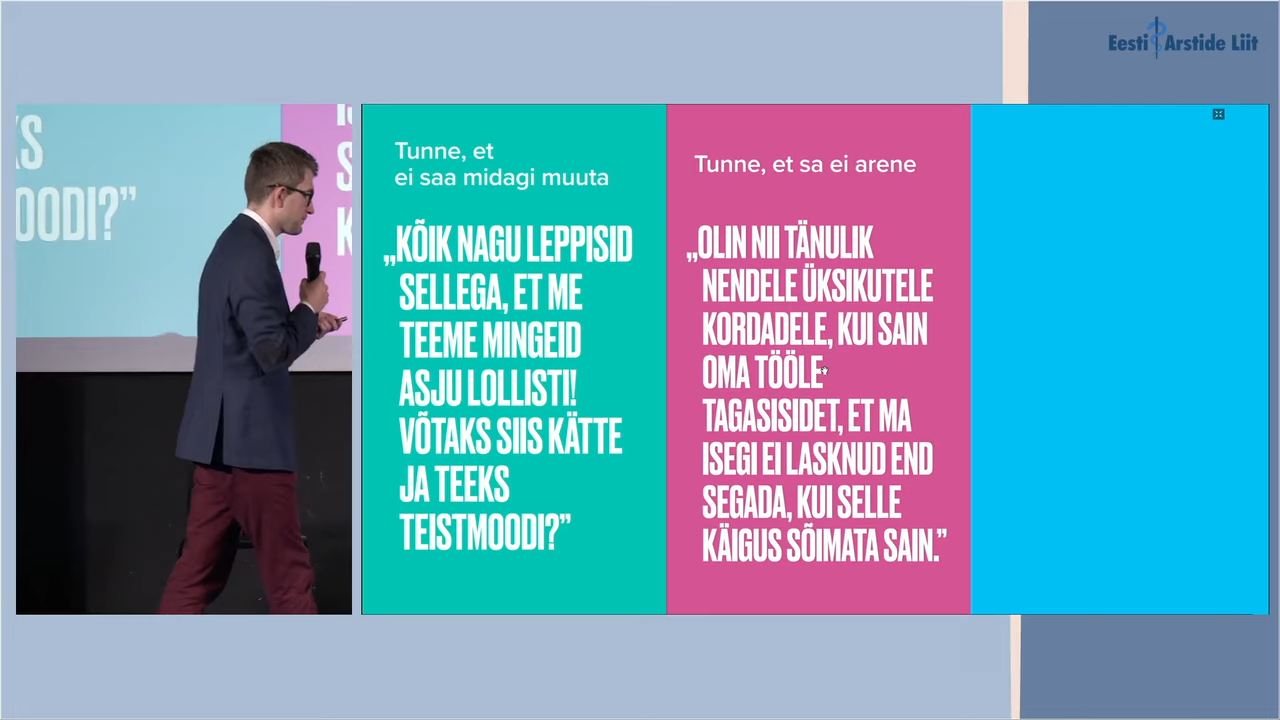 Eesti Arstide Liit
Tunne, et
ei saa midagi muuta
„KÕIK NAGU LEPPISID
SELLEGA, ET ME
TEEME MINGEID
ASJU LOLLISTI!
VÕTAKS SIIS KÄTTE
JA TEEKS
TEISTMOODI?”
Tunne, et sa ei arene
„OLIN NII TÄNULIK
NENDELE ÜKSIKUTELE
KORDADELE, KUI SAIN
OMA TÖÖLE
TAGASISIDET, ET MA
ISEGI EI LASKNUD END
SEGADA, KUI SELLE
KÄIGUS SÕIMATA SAIN.”